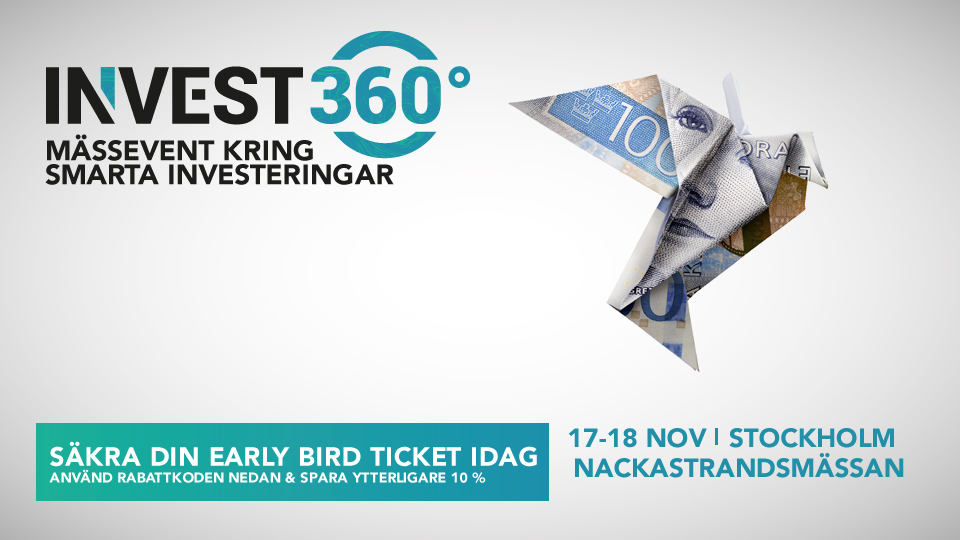 INVEST360°
MÄSSEVENT KRING
SMARTA INVESTERINGAR
100
SÄKRA DIN EARLY BIRD TICKET IDAG
ANVÄND RABATTKODEN NEDAN & SPARA YTTERLIGARE 10 %
17-18 NOV | STOCKHOLM
NACKASTRANDSMÄSSAN